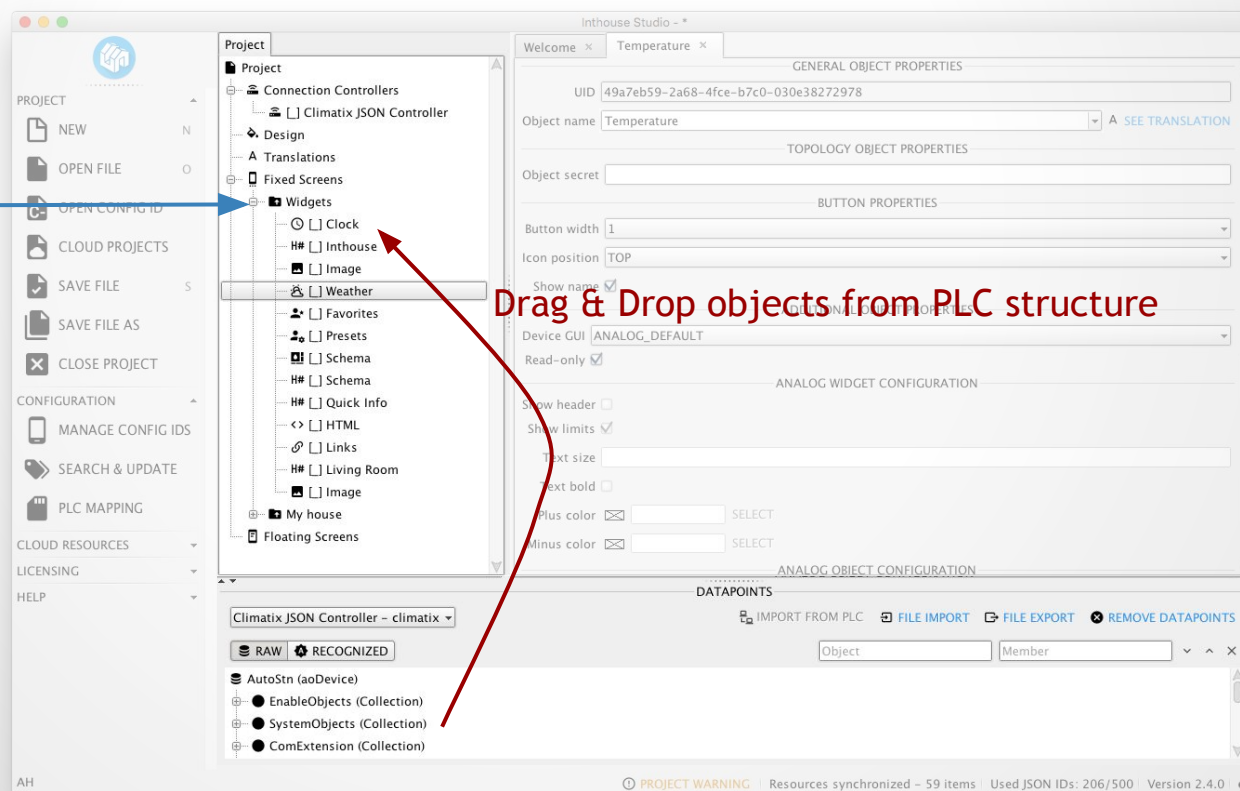 Inthouse Studio - *
PROJECT
NEW N
OPEN FILE O
OPEN CONFIG ID
CLOUD PROJECTS
SAVE FILE S
SAVE FILE AS
CLOSE PROJECT
CONFIGURATION
MANAGE CONFIG IDS
SEARCH & UPDATE
PLC MAPPING
CLOUD RESOURCES
LICENSING
HELP
AH
Project
Project
Connection Controllers
[_] Climatix JSON Controller
Design
A Translations
Fixed Screens
Widgets
[_] Clock
H# [_] Inthouse
[_] Image
[_] Weather
[_] Favorites
[_] Presets
[_] Schema
H# [_] Schema
H# [_] Quick Info
<> [_] HTML
[_] Links
H# [_] Living Room
[_] Image
My house
Floating Screens
Welcome × Temperature ×
GENERAL OBJECT PROPERTIES
UID 49a7eb59-2a68-4fce-b7c0-030e38272978
Object name Temperature A SEE TRANSLATION
TOPOLOGY OBJECT PROPERTIES
Object secret
BUTTON PROPERTIES
Button width 1
Icon position TOP
Show name
Drag & Drop objects from PLC structure
ADDITIONAL OBJECT PROPERTIES
Device GUI ANALOG_DEFAULT
Read-only
ANALOG WIDGET CONFIGURATION
Show header
Show limits
Text size
Text bold
Plus color SELECT
Minus color SELECT
ANALOG OBJECT CONFIGURATION
DATAPOINTS
Climatix JSON Controller - climatix IMPORT FROM PLC FILE IMPORT FILE EXPORT REMOVE DATAPOINTS
RAW RECOGNIZED Object Member
AutoStn (aoDevice)
EnableObjects (Collection)
SystemObjects (Collection)
ComExtension (Collection)
PROJECT WARNING Resources synchronized - 59 items Used JSON IDs: 206/500 Version 2.4.0